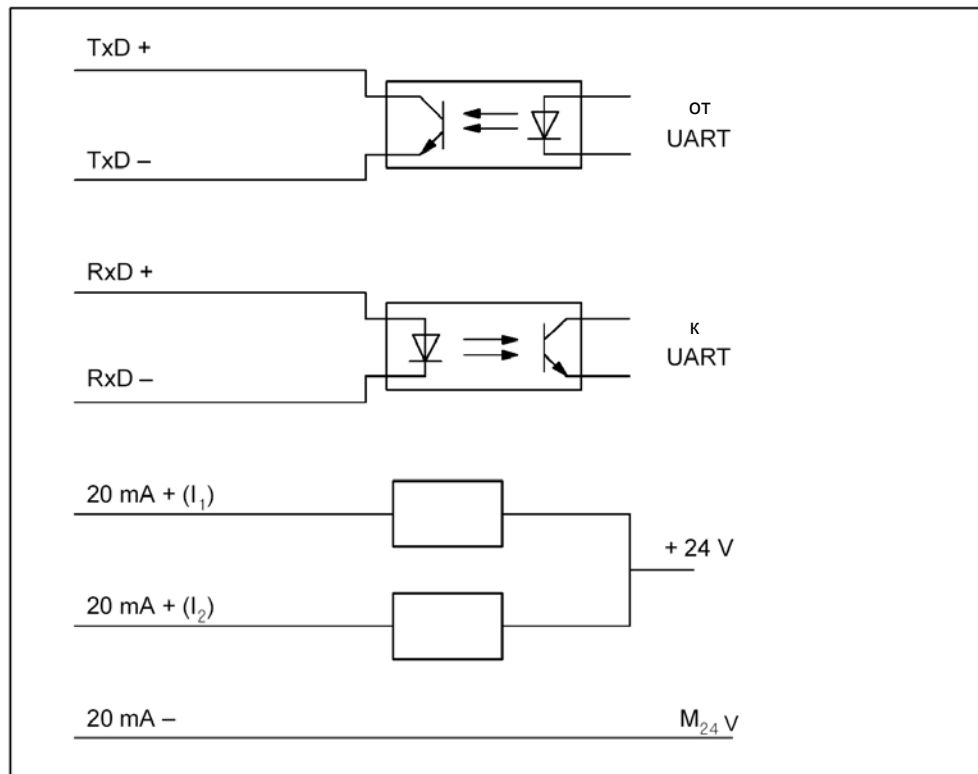 TxD +
от
UART
TxD –
RxD +
к
UART
RxD –
20 mA + (I₁)
+ 24 V
20 mA + (I₂)
20 mA –
M₂₄ V